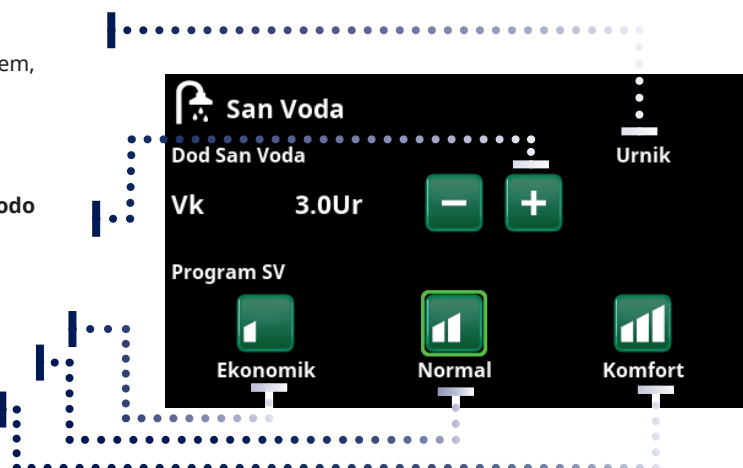 em,
San Voda
Dod San Voda
Urnik
odo
Vk 3.0Ur - +
Program SV
Ekonomik Normal Komfort